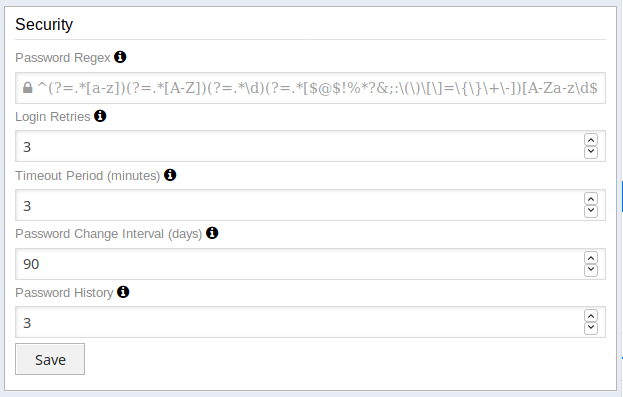 Security
Password Regex
^(?=.*[a-z])(?=.*[A-Z])(?=.*\d)(?=.*[$@$!%*?&;:\(\)\[\]=\{\}\+\-])[A-Za-z\d$
Login Retries
3
Timeout Period (minutes)
3
Password Change Interval (days)
90
Password History
3
Save